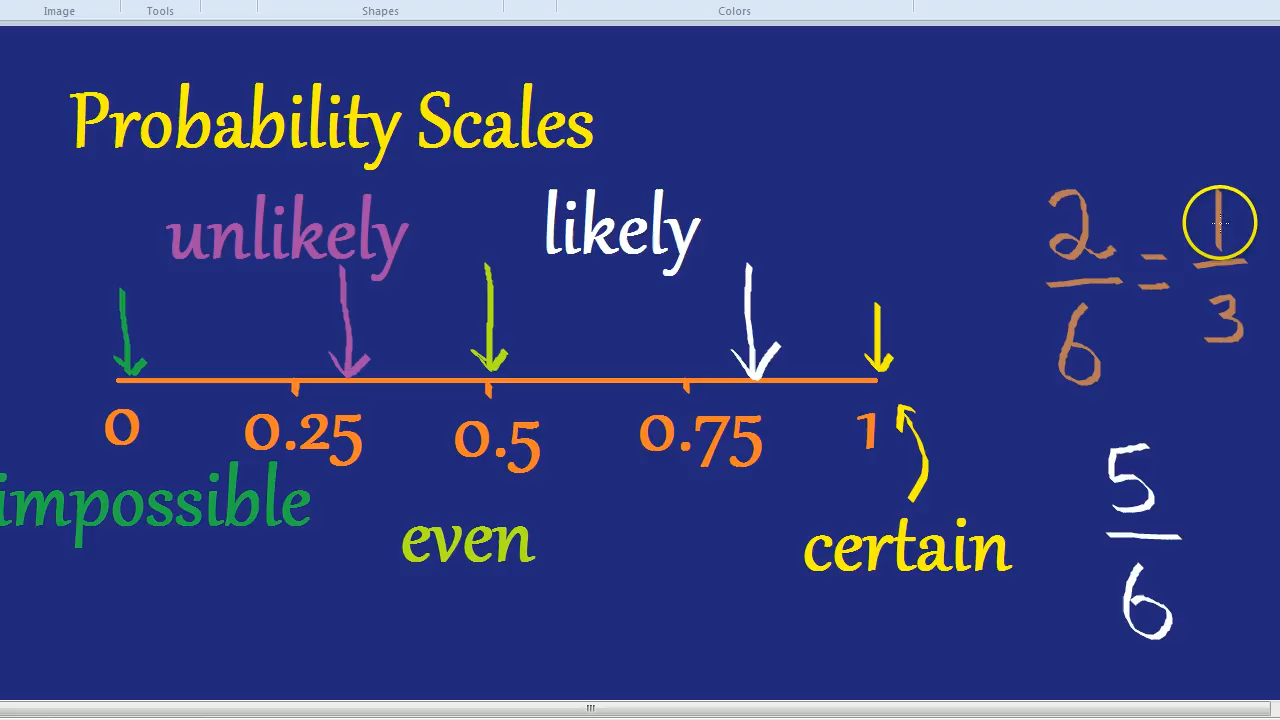 Image Tools Shapes Colors
Probability Scales
unlikely likely
0 0.25 0.5 0.75 1
impossible
even
certain
2/6 = 1/3
5/6